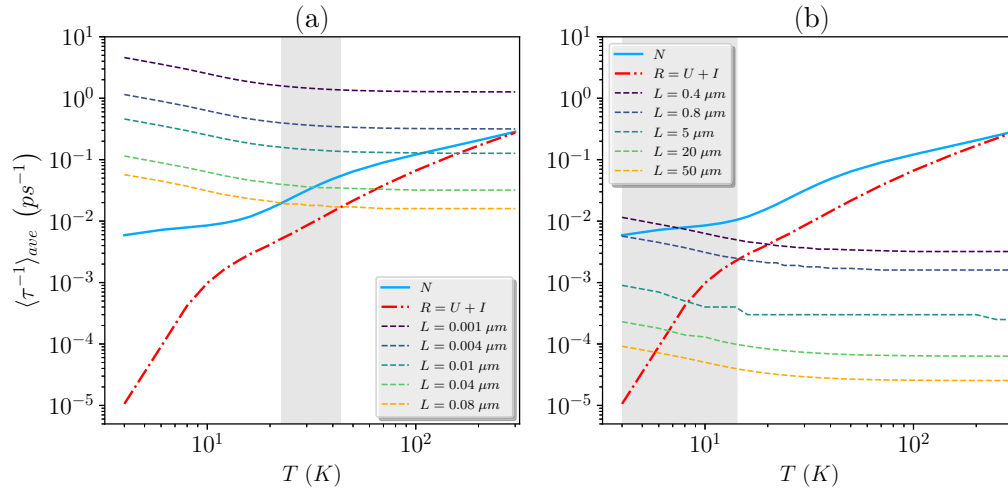 (a)
10^1
10^0
10^{-1}
10^{-2}
10^{-3}
10^{-4}
10^{-5}
⟨τ^{-1}⟩_{ave} (ps^{-1})
N
R = U + I
L = 0.001 μm
L = 0.004 μm
L = 0.01 μm
L = 0.04 μm
L = 0.08 μm
10^1
10^2
T (K)
(b)
10^1
10^0
10^{-1}
10^{-2}
10^{-3}
10^{-4}
10^{-5}
N
R = U + I
L = 0.4 μm
L = 0.8 μm
L = 5 μm
L = 20 μm
L = 50 μm
10^1
10^2
T (K)